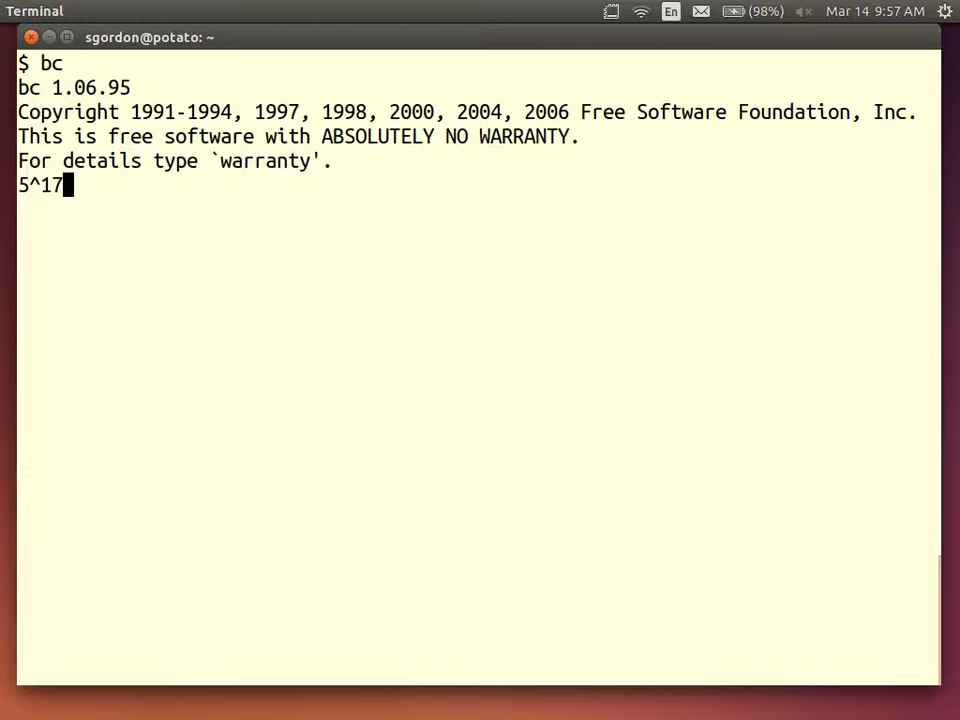 Terminal
En
(98%)
Mar 14 9:57 AM
sgordon@potato: ~
$ bc
bc 1.06.95
Copyright 1991-1994, 1997, 1998, 2000, 2004, 2006 Free Software Foundation, Inc.
This is free software with ABSOLUTELY NO WARRANTY.
For details type `warranty'.
5^17